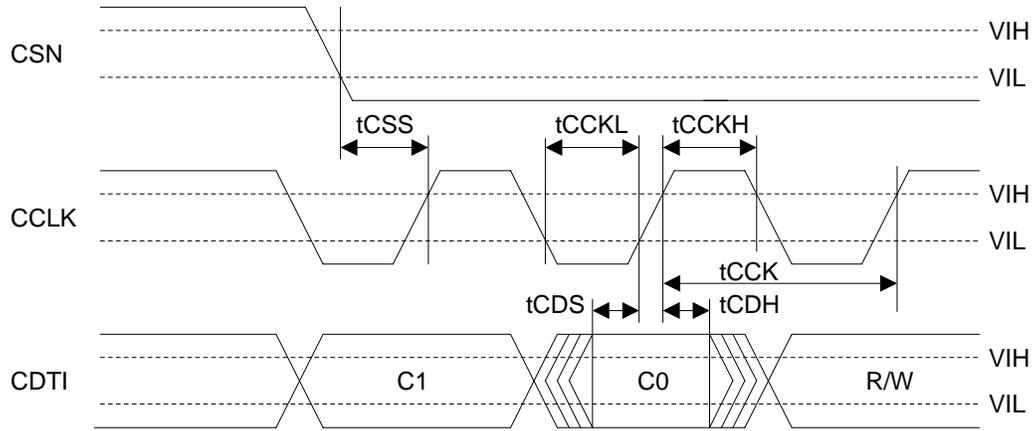 VIH
CSN
VIL
tCSS tCCKL tCCKH
VIH
CCLK
VIL
tCCK
tCDS tCDH
VIH
CDTI C1 C0 R/W
VIL